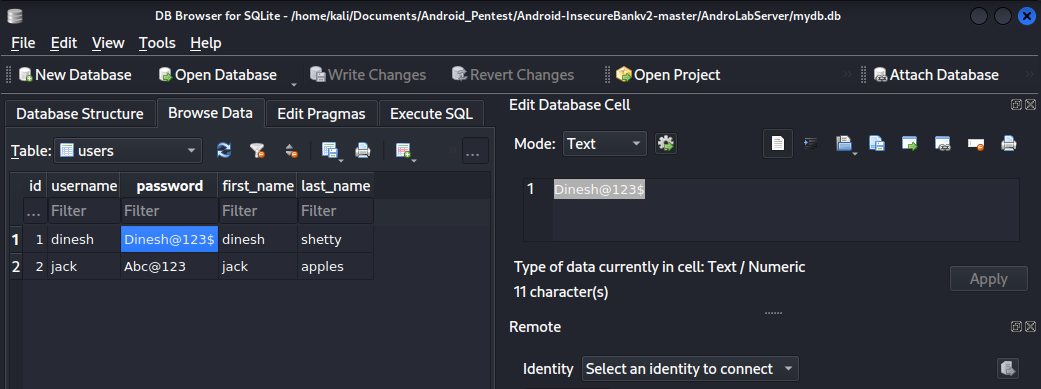 DB Browser for SQLite - /home/kali/Documents/Android_Pentest/Android-InsecureBankv2-master/AndroLabServer/mydb.db
File Edit View Tools Help
New Database Open Database Write Changes Revert Changes Open Project Attach Database
Database Structure Browse Data Edit Pragmas Execute SQL
Table: users ...
id username password first_name last_name
... Filter Filter Filter Filter
1 1 dinesh Dinesh@123$ dinesh shetty
2 2 jack Abc@123 jack apples
Edit Database Cell
Mode: Text
1 Dinesh@123$
Type of data currently in cell: Text / Numeric
11 character(s)
Apply
Remote
Identity Select an identity to connect